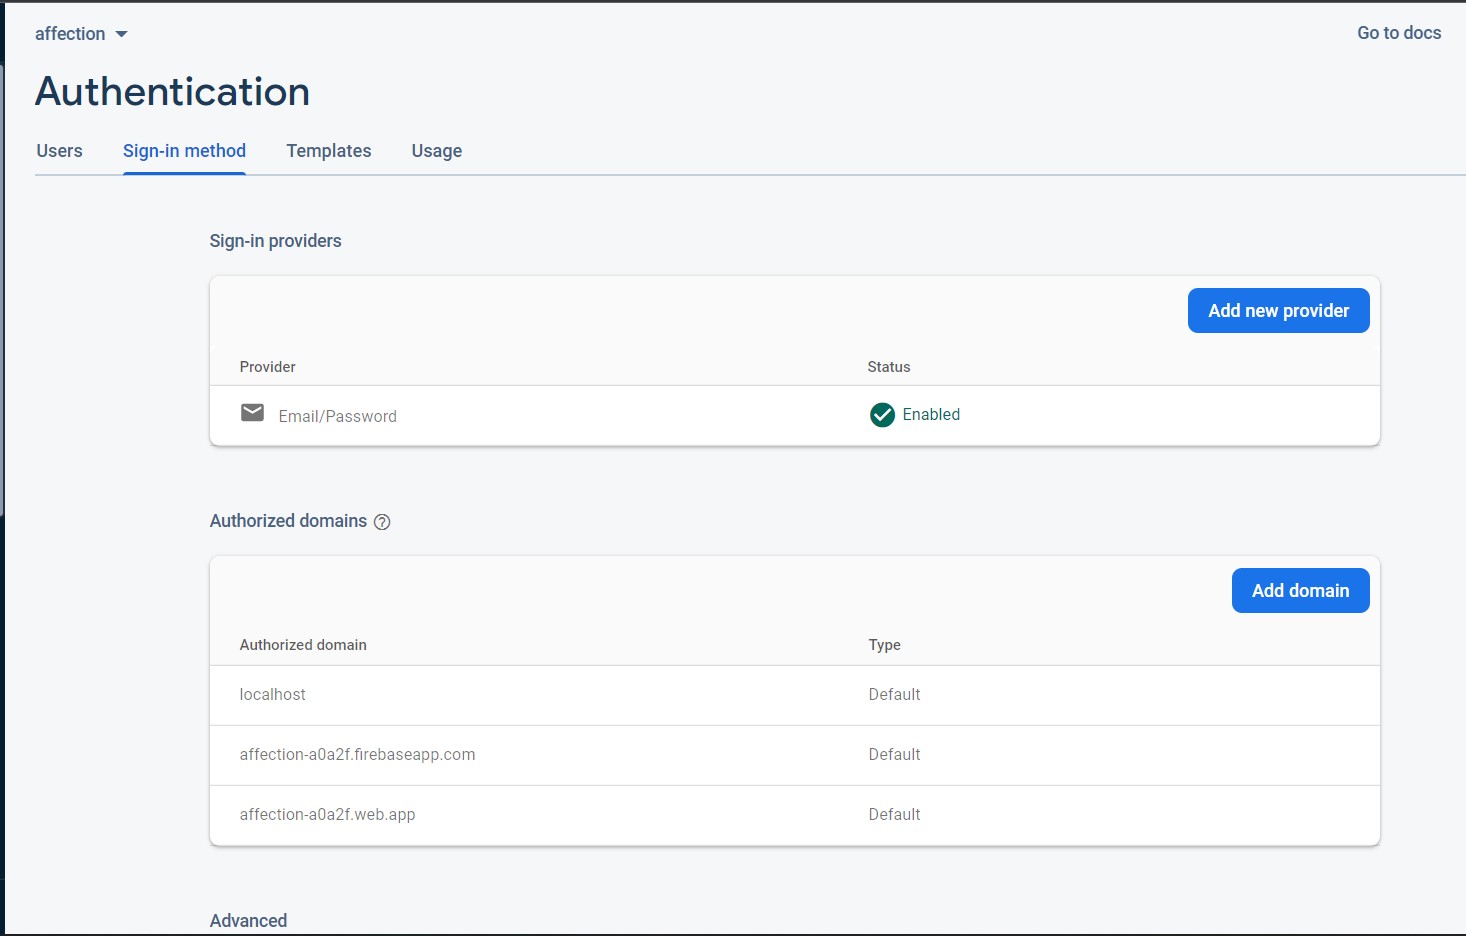 affection
Go to docs
Authentication
Users Sign-in method Templates Usage
Sign-in providers
Add new provider
Provider Status
Email/Password Enabled
Authorized domains ?
Add domain
Authorized domain Type
localhost Default
affection-a0a2f.firebaseapp.com Default
affection-a0a2f.web.app Default
Advanced